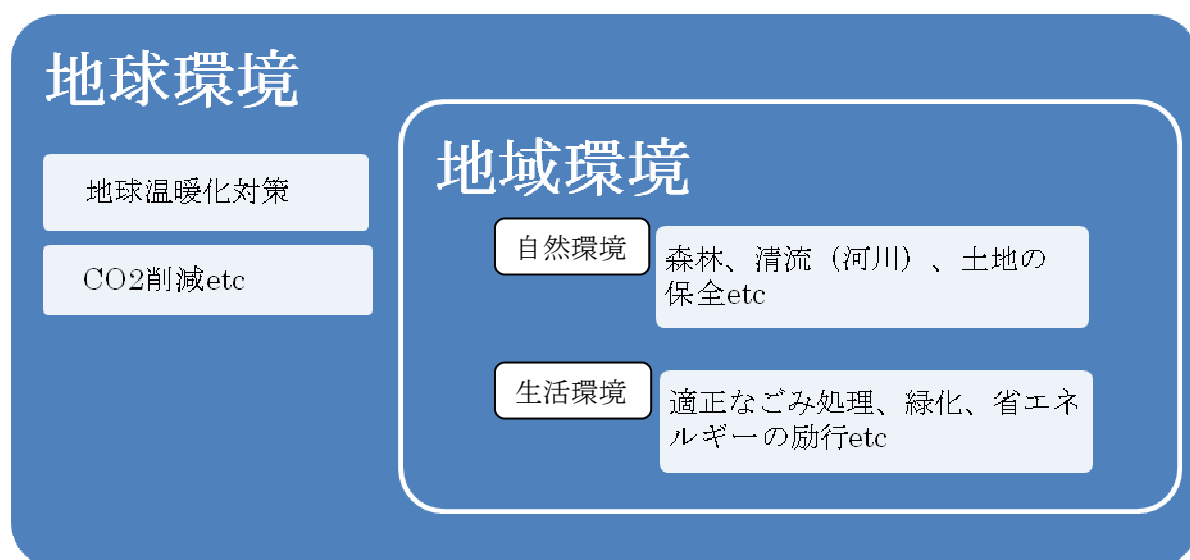 地球環境
地球温暖化対策
CO2削減etc
地域環境
自然環境
森林、清流（河川）、土地の
保全etc
生活環境
適正なごみ処理、緑化、省エネ
ルギーの励行etc